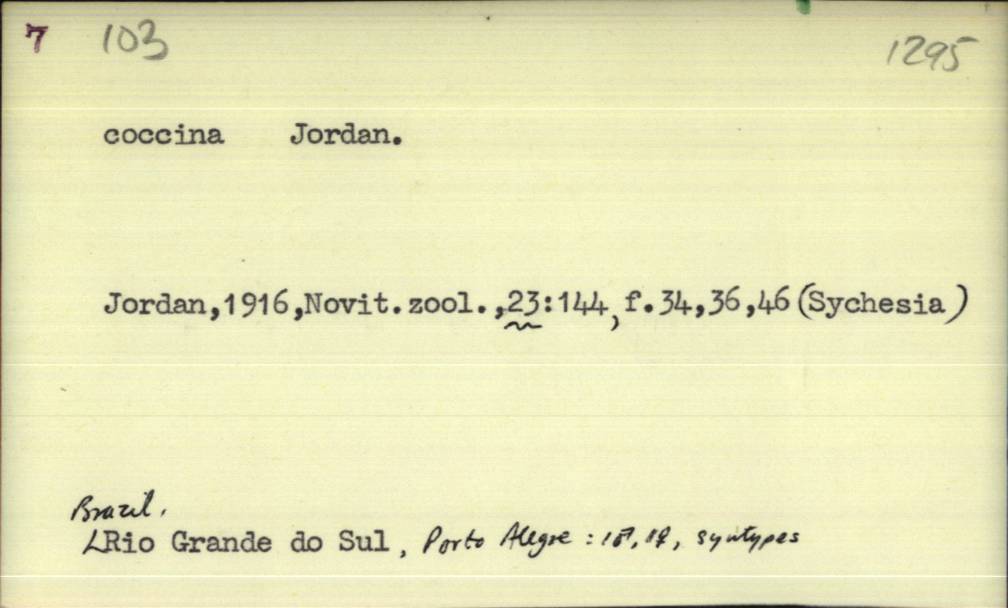 7 103 1295
coccina Jordan.
Jordan,1916,Novit.zool.,23:144, f.34,36,46 (Sychesia)
Brazil.
Rio Grande do Sul, Porto Alegre : 1♂, 1♀, syntypes